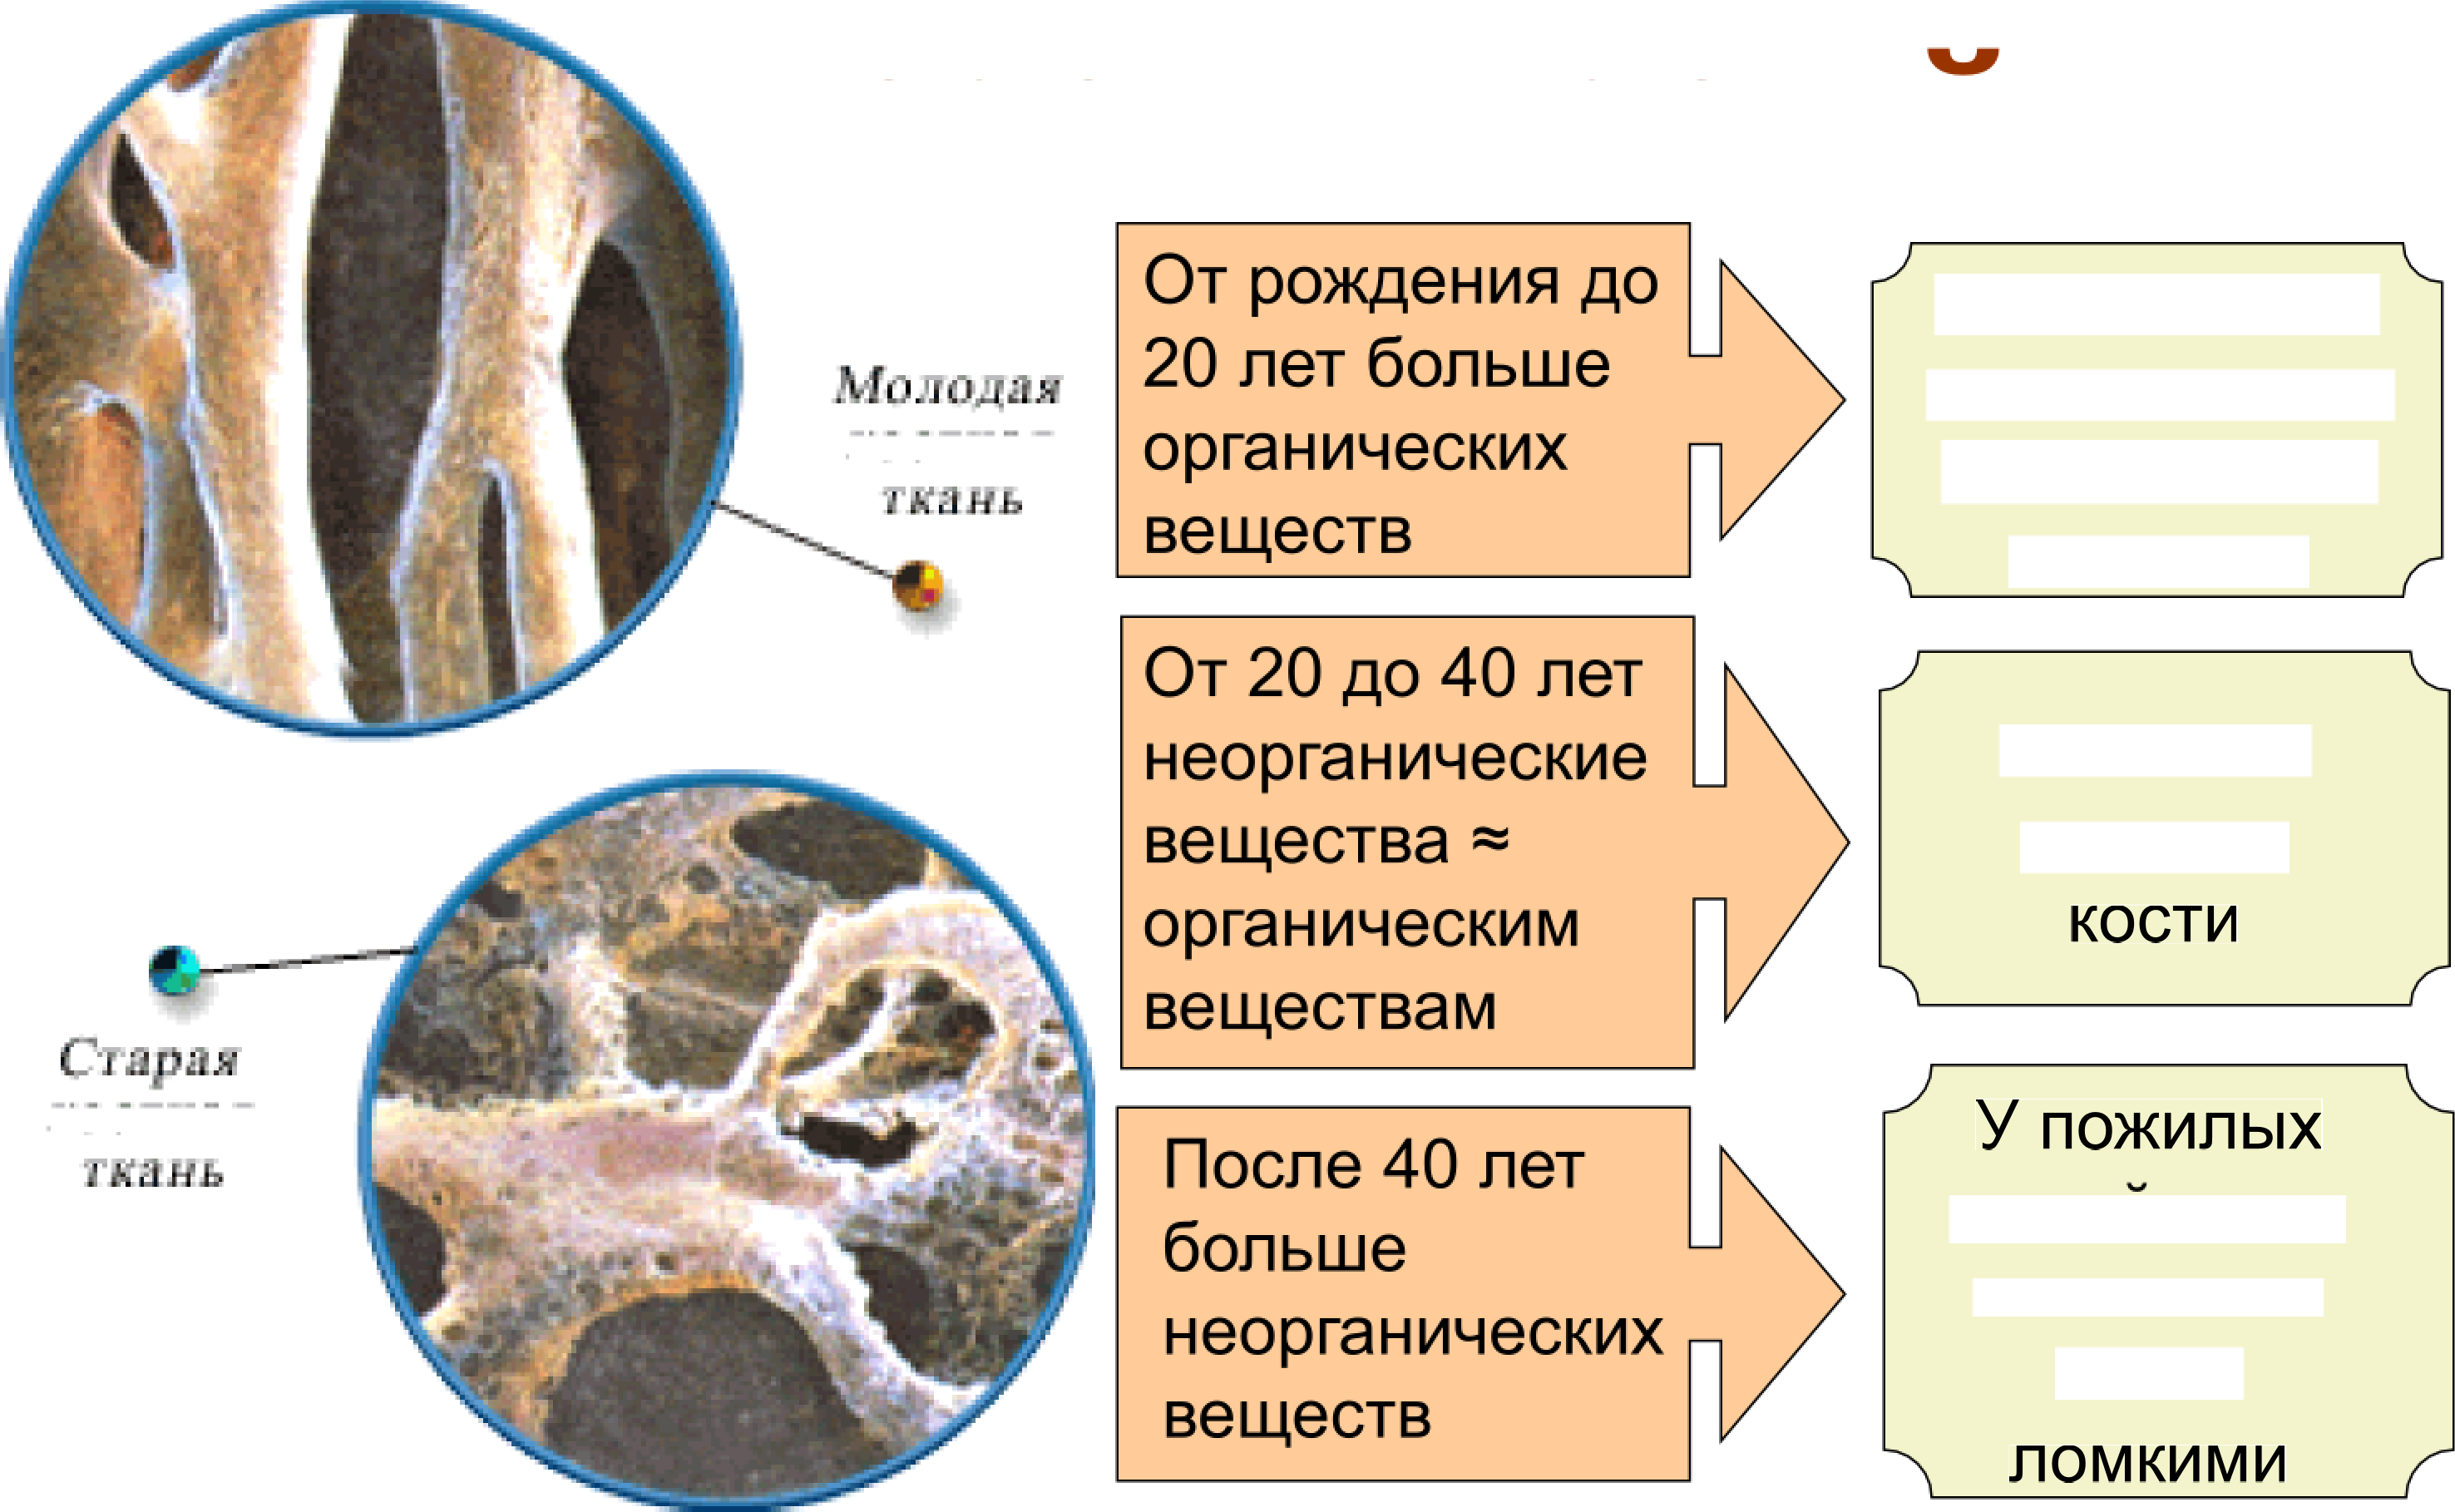 Молодая
ткань
Старая
ткань
От рождения до
20 лет больше
органических
веществ
От 20 до 40 лет
неорганические
вещества ≈
органическим
веществам
кости
После 40 лет
больше
неорганических
веществ
У пожилых
ломкими